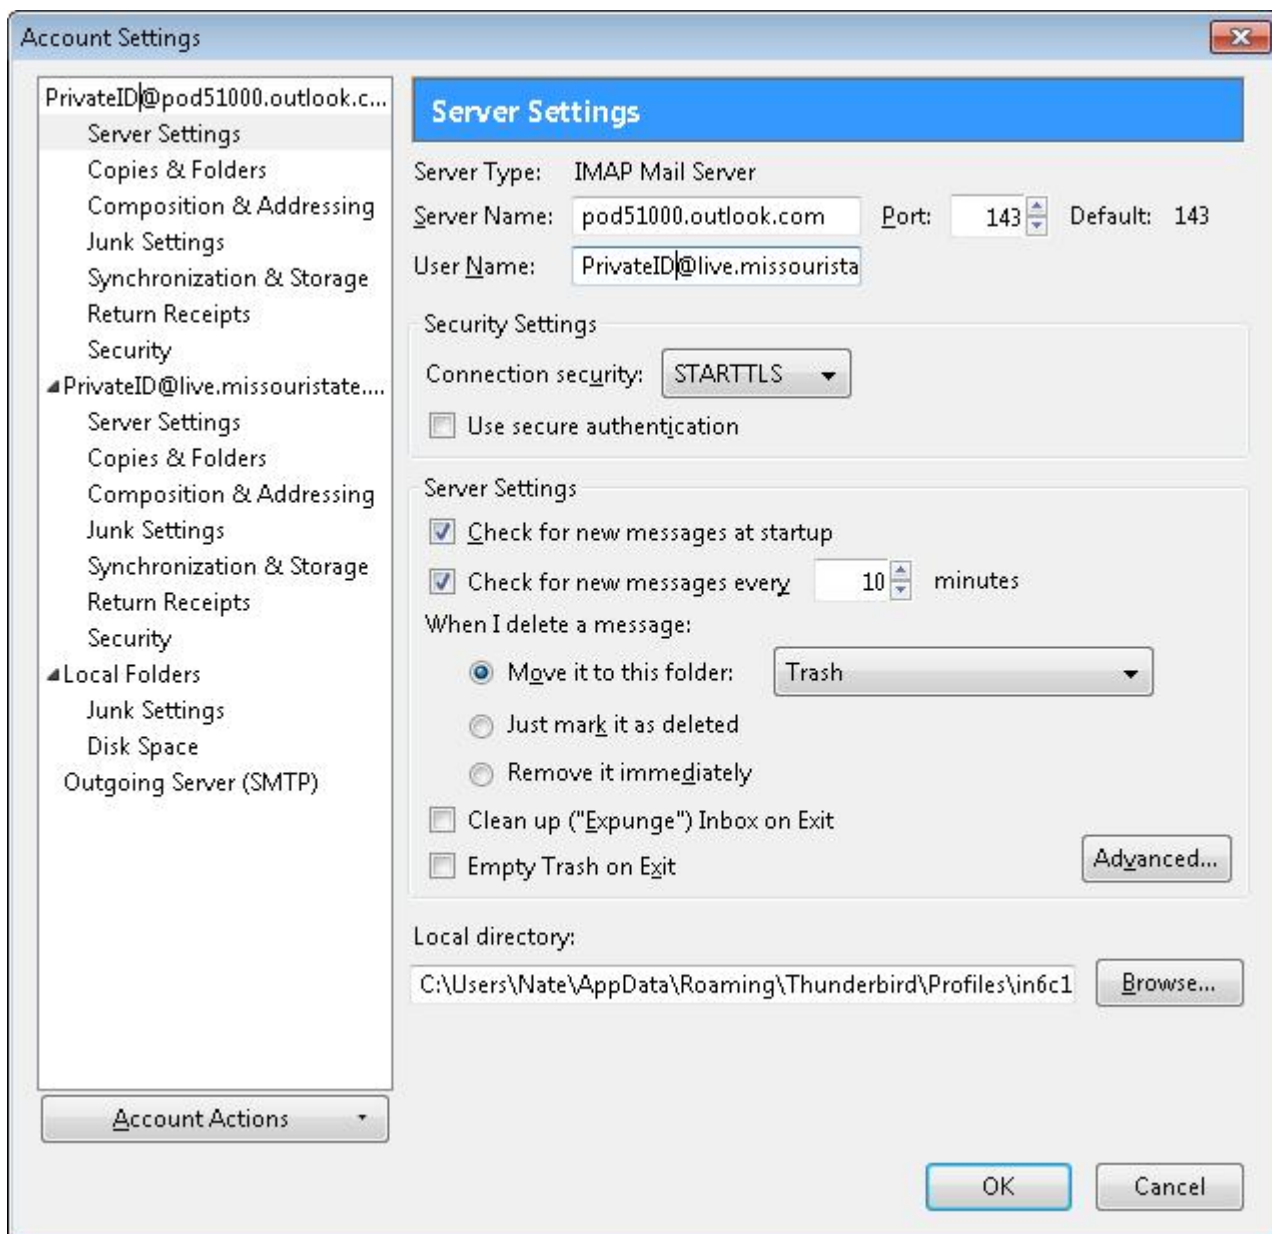 Account Settings
PrivateID@pod51000.outlook.c...
Server Settings
Copies & Folders
Composition & Addressing
Junk Settings
Synchronization & Storage
Return Receipts
Security
PrivateID@live.missouristate....
Server Settings
Copies & Folders
Composition & Addressing
Junk Settings
Synchronization & Storage
Return Receipts
Security
Local Folders
Junk Settings
Disk Space
Outgoing Server (SMTP)
Account Actions
Server Settings
Server Type: IMAP Mail Server
Server Name: pod51000.outlook.com Port: 143 Default: 143
User Name: PrivateID@live.missourista
Security Settings
Connection security: STARTTLS
Use secure authentication
Server Settings
Check for new messages at startup
Check for new messages every 10 minutes
When I delete a message:
Move it to this folder: Trash
Just mark it as deleted
Remove it immediately
Clean up ("Expunge") Inbox on Exit
Empty Trash on Exit
Advanced...
Local directory:
C:\Users\Nate\AppData\Roaming\Thunderbird\Profiles\in6c1 Browse...
OK Cancel